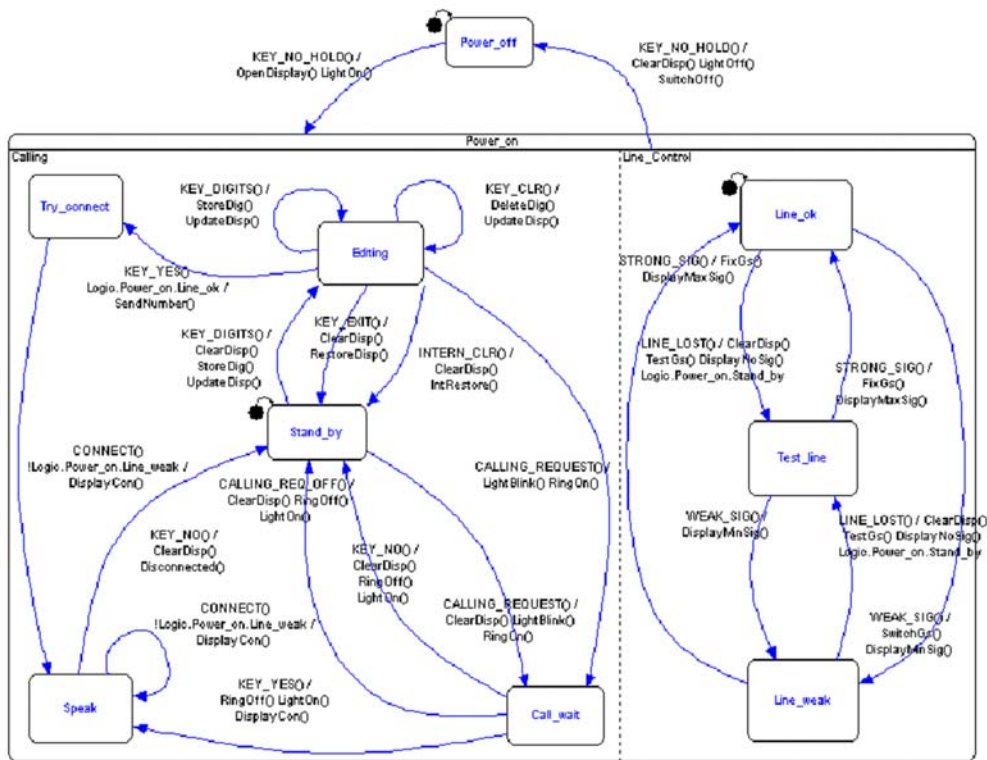 Power_off
KEY_NO_HOLD() /
OpenDisplay() LightOn()
KEY_NO_HOLD() /
ClearDisp() LightOff()
SwitchOff()
Power_on
Calling
Line_Control
Try_connect
KEY_DIGITS() /
StoreDig()
UpdateDisp()
KEY_CLR() /
DeleteDig()
UpdateDisp()
Editing
KEY_YES()
Logic.Power_on.Line_ok /
SendNumber()
KEY_DIGITS() /
ClearDisp()
StoreDig()
UpdateDisp()
KEY_EXIT() /
ClearDisp()
RestoreDisp()
INTERN_CLR() /
ClearDisp()
IntRestore()
Stand_by
CONNECT()
!Logic.Power_on.Line_weak /
DisplayCon()
CALLING_REQ_OFF() /
ClearDisp() RingOff()
LightOn()
CALLING_REQUEST() /
LightBlink() RingOn()
KEY_NO() /
ClearDisp()
Disconnected()
KEY_NO() /
ClearDisp()
RingOff()
LightOn()
CALLING_REQUEST() /
ClearDisp() LightBlink()
RingOn()
CONNECT()
!Logic.Power_on.Line_weak /
DisplayCon()
Speak
KEY_YES() /
RingOff() LightOn()
DisplayCon()
Call_wait
Line_ok
STRONG_SIG() / FixGs()
DisplayMaxSig()
LINE_LOST() / ClearDisp()
TestGs() DisplayNoSig()
Logic.Power_on.Stand_by
STRONG_SIG() /
FixGs()
DisplayMaxSig()
Test_line
WEAK_SIG() /
DisplayMinSig()
LINE_LOST() / ClearDisp()
TestGs() DisplayNoSig()
Logic.Power_on.Stand_by
WEAK_SIG() /
SwitchGs()
DisplayMinSig()
Line_weak